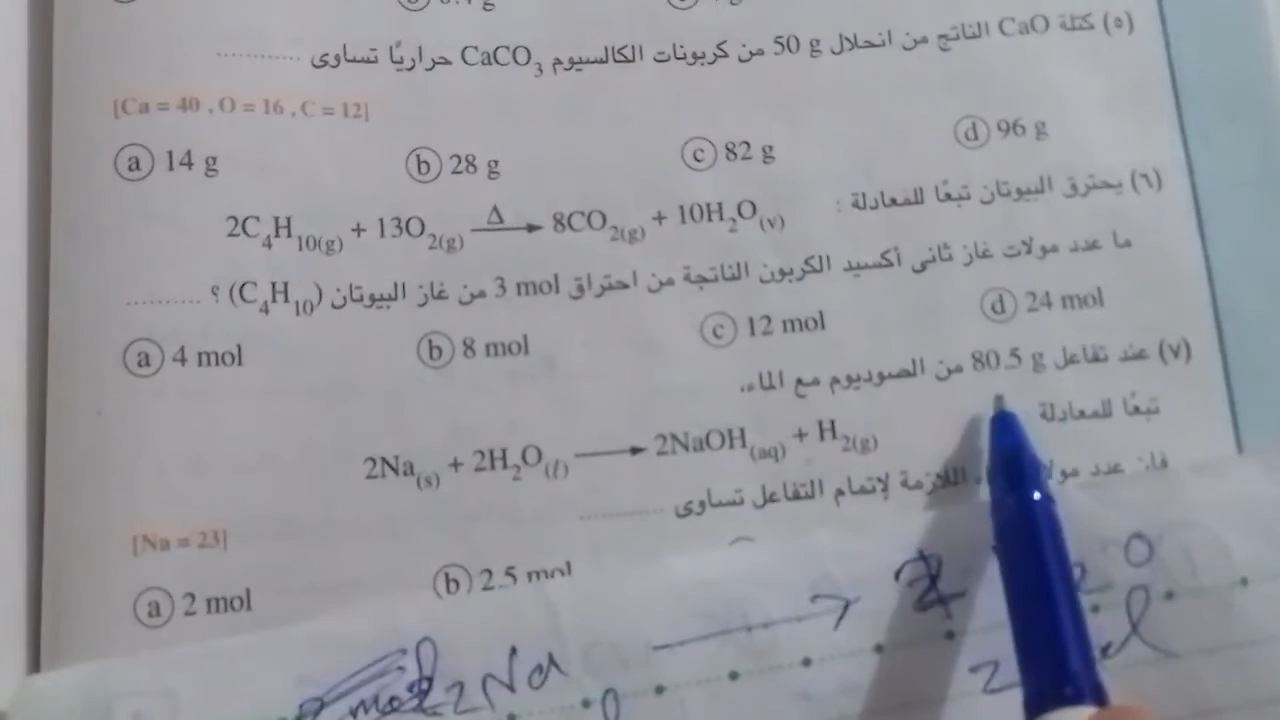 (٥) كتلة CaO الناتج من انحلال 50 g من كربونات الكالسيوم CaCO3 حراريًا تساوى ............
[Ca = 40 , O = 16 , C = 12]
a 14 g b 28 g c 82 g d 96 g
(٦) يحترق البيوتان تبعًا للمعادلة :
2C4H10(g) + 13O2(g) Δ→ 8CO2(g) + 10H2O(v)
ما عدد مولات غاز ثانى أكسيد الكربون الناتجة من احتراق 3 mol من غاز البيوتان (C4H10) ؟ ..........
a 4 mol b 8 mol c 12 mol d 24 mol
(٧) عند تفاعل 80.5 g من الصوديوم مع الماء،
تبعًا للمعادلة
2Na(s) + 2H2O(l) → 2NaOH(aq) + H2(g)
فإن عدد اللازمة لإتمام التفاعل تساوى ............
[Na = 23]
a 2 mol b 2.5 mol
2Na →